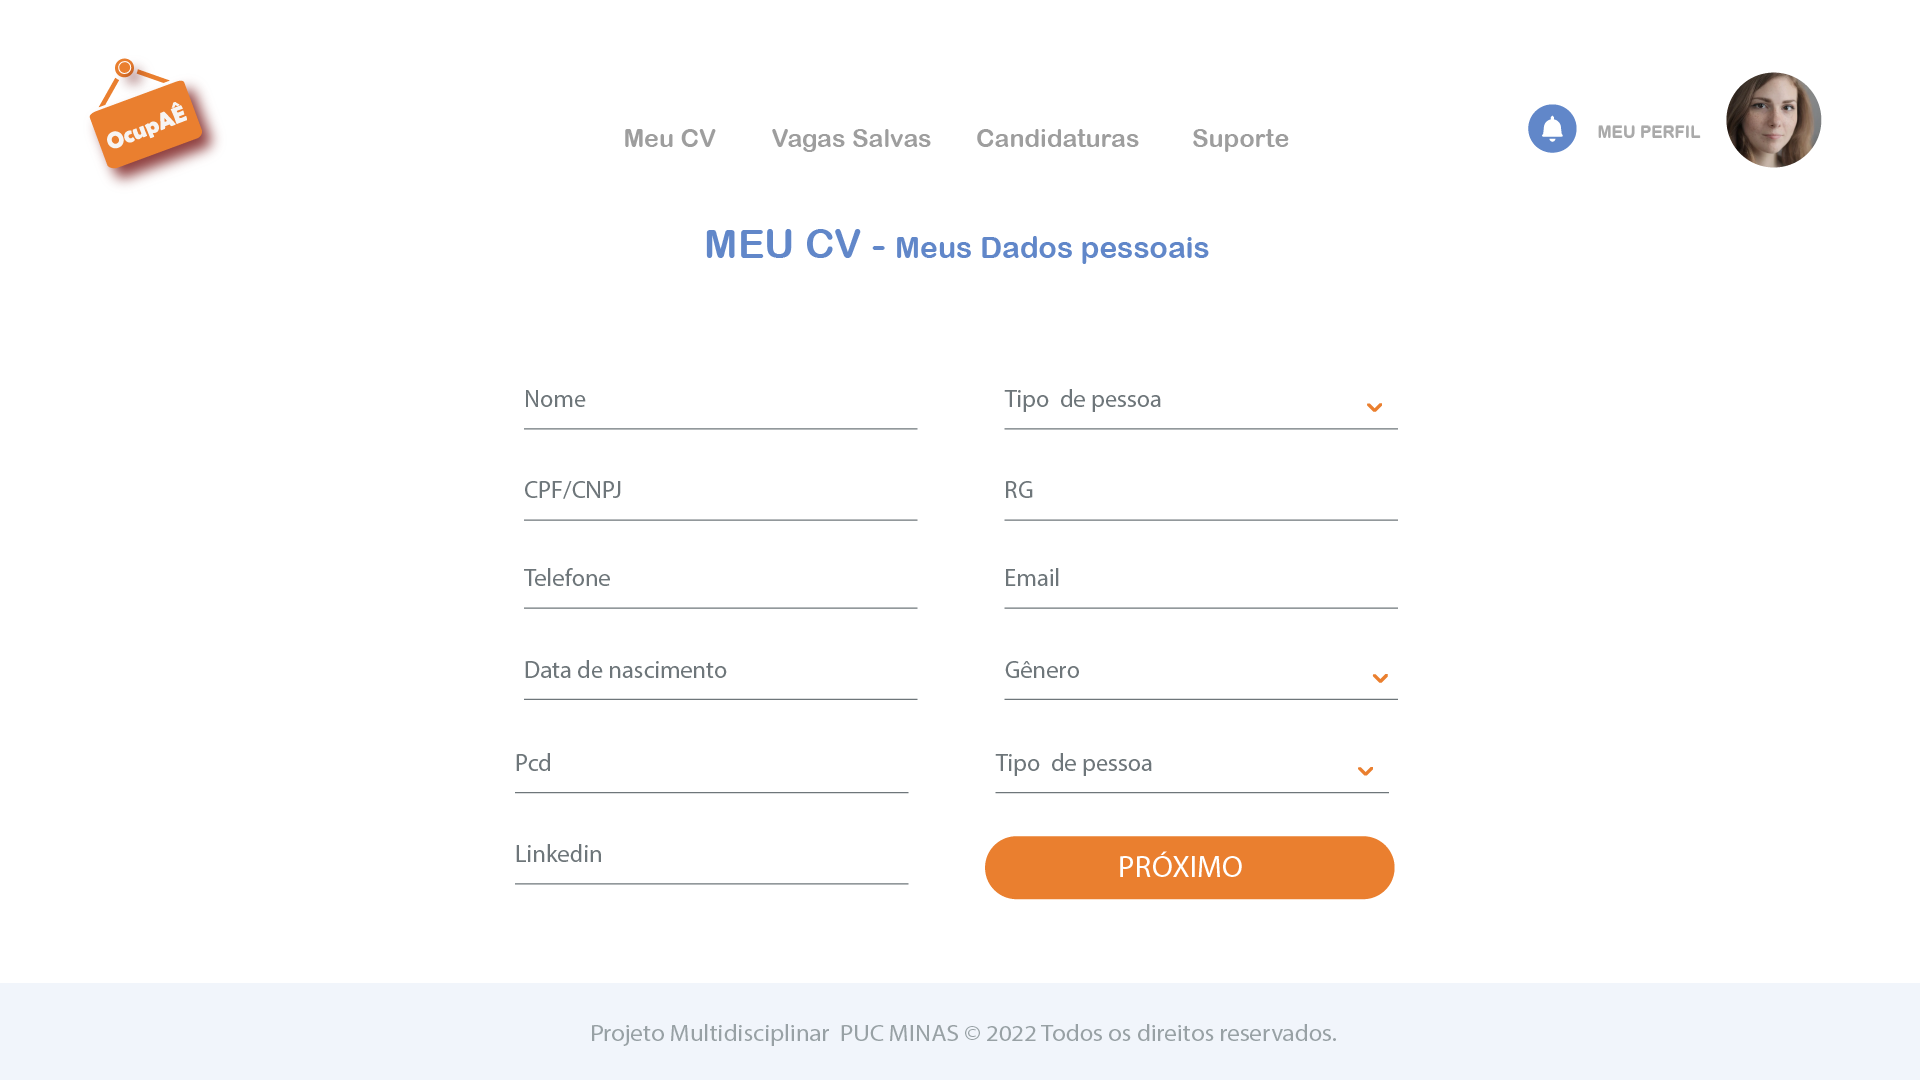 OcupAÊ
Meu CV Vagas Salvas Candidaturas Suporte
MEU PERFIL
MEU CV - Meus Dados pessoais
Nome
Tipo de pessoa
CPF/CNPJ
RG
Telefone
Email
Data de nascimento
Gênero
Pcd
Tipo de pessoa
Linkedin
PRÓXIMO
Projeto Multidisciplinar PUC MINAS © 2022 Todos os direitos reservados.